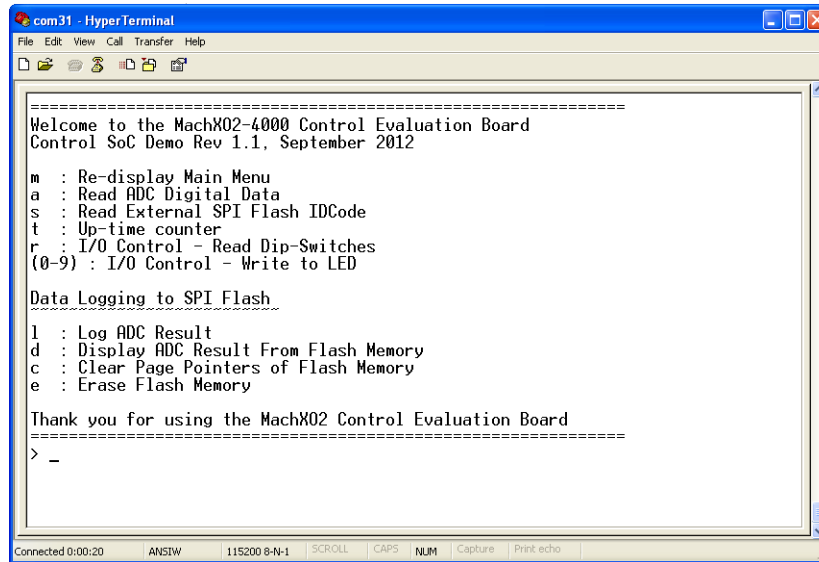 com31 - HyperTerminal
File Edit View Call Transfer Help
==============================================================
Welcome to the MachXO2-4000 Control Evaluation Board
Control SoC Demo Rev 1.1, September 2012
m : Re-display Main Menu
a : Read ADC Digital Data
s : Read External SPI Flash IDCode
t : Up-time counter
r : I/O Control - Read Dip-Switches
(0-9) : I/O Control - Write to LED
Data Logging to SPI Flash
~~~~~~~~~~~~~~~~~~~~~~~~~~
l : Log ADC Result
d : Display ADC Result From Flash Memory
c : Clear Page Pointers of Flash Memory
e : Erase Flash Memory
Thank you for using the MachXO2 Control Evaluation Board
==============================================================
> _
Connected 0:00:20 ANSIW 115200 8-N-1 SCROLL CAPS NUM Capture Print echo